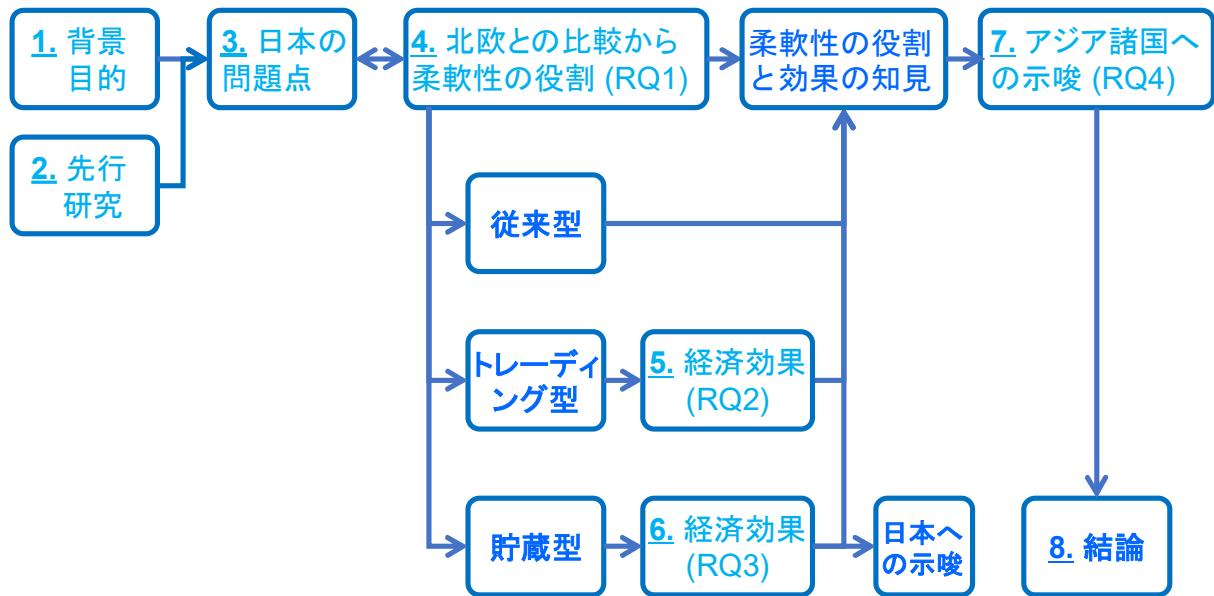 1. 背景
目的
2. 先行
研究
3. 日本の
問題点
4. 北欧との比較から
柔軟性の役割 (RQ1)
柔軟性の役割
と効果の知見
7. アジア諸国へ
の示唆 (RQ4)
従来型
トレーディ
ング型
5. 経済効果
(RQ2)
貯蔵型
6. 経済効果
(RQ3)
日本へ
の示唆
8. 結論